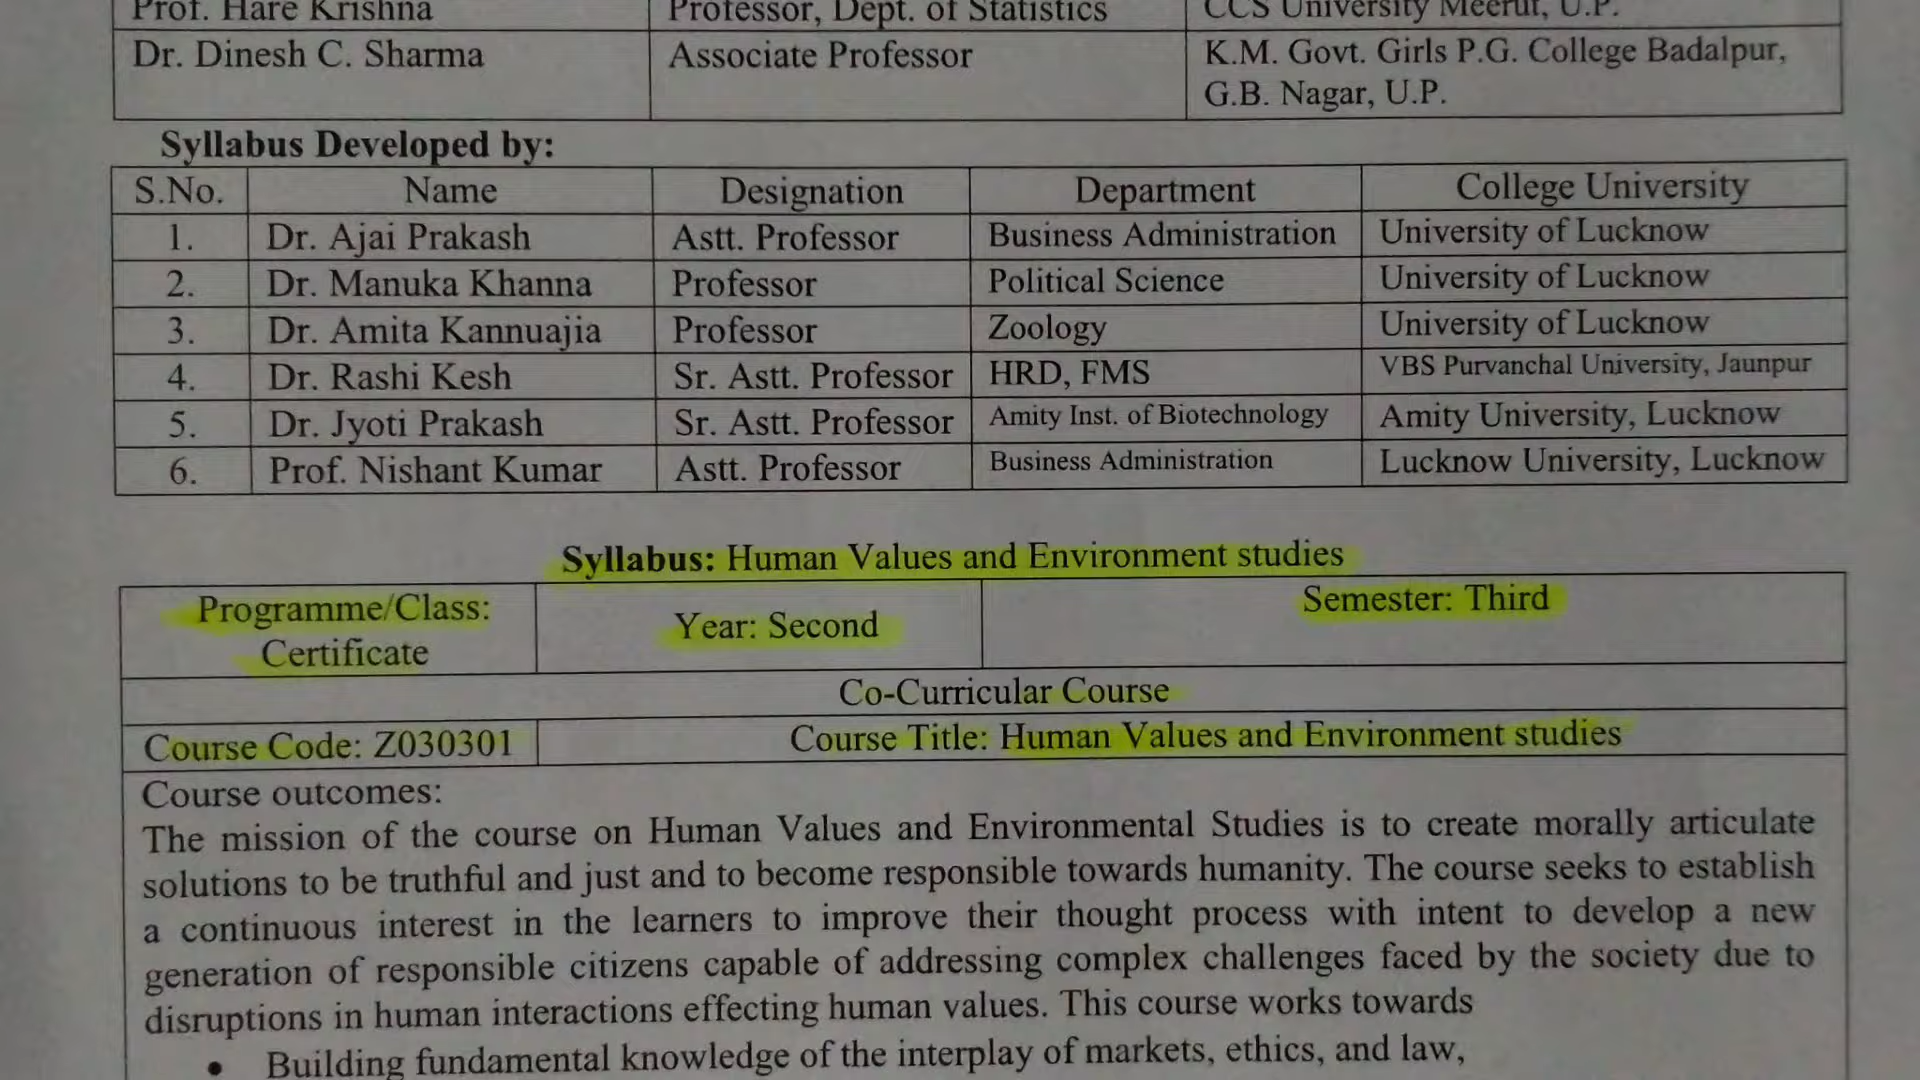 Prof. Hare Krishna Professor, Dept. of Statistics CCS University Meerut, U.P.
Dr. Dinesh C. Sharma Associate Professor K.M. Govt. Girls P.G. College Badalpur,
G.B. Nagar, U.P.
Syllabus Developed by:
S.No. Name Designation Department College University
1. Dr. Ajai Prakash Astt. Professor Business Administration University of Lucknow
2. Dr. Manuka Khanna Professor Political Science University of Lucknow
3. Dr. Amita Kannuajia Professor Zoology University of Lucknow
4. Dr. Rashi Kesh Sr. Astt. Professor HRD, FMS VBS Purvanchal University, Jaunpur
5. Dr. Jyoti Prakash Sr. Astt. Professor Amity Inst. of Biotechnology Amity University, Lucknow
6. Prof. Nishant Kumar Astt. Professor Business Administration Lucknow University, Lucknow
Syllabus: Human Values and Environment studies
Programme/Class: Year: Second Semester: Third
Certificate
Co-Curricular Course
Course Code: Z030301 Course Title: Human Values and Environment studies
Course outcomes:
The mission of the course on Human Values and Environmental Studies is to create morally articulate
solutions to be truthful and just and to become responsible towards humanity. The course seeks to establish
a continuous interest in the learners to improve their thought process with intent to develop a new
generation of responsible citizens capable of addressing complex challenges faced by the society due to
disruptions in human interactions effecting human values. This course works towards
• Building fundamental knowledge of the interplay of markets, ethics, and law,